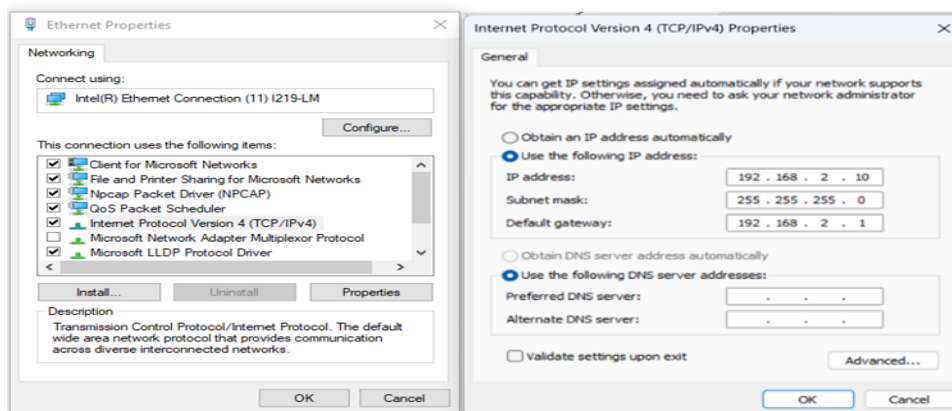 Ethernet Properties
Networking
Connect using:
Intel(R) Ethernet Connection (11) I219-LM
Configure...
This connection uses the following items:
Client for Microsoft Networks
File and Printer Sharing for Microsoft Networks
Npcap Packet Driver (NPCAP)
QoS Packet Scheduler
Internet Protocol Version 4 (TCP/IPv4)
Microsoft Network Adapter Multiplexor Protocol
Microsoft LLDP Protocol Driver
Install...
Uninstall
Properties
Description
Transmission Control Protocol/Internet Protocol. The default
wide area network protocol that provides communication
across diverse interconnected networks.
OK
Cancel
Internet Protocol Version 4 (TCP/IPv4) Properties
General
You can get IP settings assigned automatically if your network supports
this capability. Otherwise, you need to ask your network administrator
for the appropriate IP settings.
Obtain an IP address automatically
Use the following IP address:
IP address:
192 . 168 . 2 . 10
Subnet mask:
255 . 255 . 255 . 0
Default gateway:
192 . 168 . 2 . 1
Obtain DNS server address automatically
Use the following DNS server addresses:
Preferred DNS server:
. . .
Alternate DNS server:
. . .
Validate settings upon exit
Advanced...
OK
Cancel